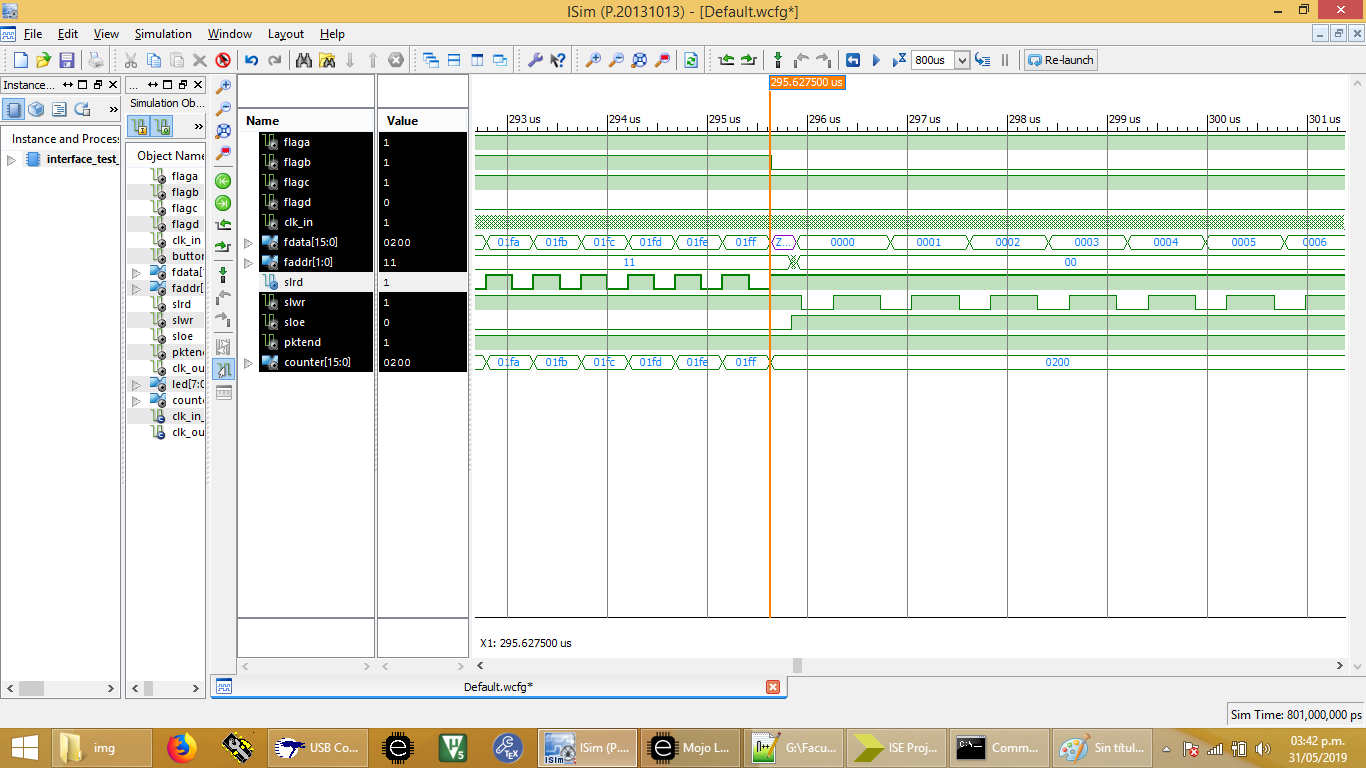 ISim (P.20131013) - [Default.wcfg*]
File Edit View Simulation Window Layout Help
800us Re-launch
Instance... ... 295.627500 us
Simulation Ob...
Instance and Process Object Name Name Value 293 us 294 us 295 us 296 us 297 us 298 us 299 us 300 us 301 us
interface_test_
flaga flaga 1
flagb flagb 1
flagc flagc 1
flagd flagd 0
clk_in clk_in 1
button
fdata[1 fdata[15:0] 0200 01fa 01fb 01fc 01fd 01fe 01ff Z... 0000 0001 0002 0003 0004 0005 0006
faddr[ faddr[1:0] 11 11 00
slrd slrd 1
slwr slwr 1
sloe sloe 0
pktend pktend 1
clk_ou counter[15:0] 0200 01fa 01fb 01fc 01fd 01fe 01ff 0200
led[7:0
counte
clk_in_
clk_ou
X1: 295.627500 us
Default.wcfg*
Sim Time: 801,000,000 ps
img USB Co... ISim (P.... Mojo L... G:\Facu... ISE Proj... Comm... Sin títul... 03:42 p.m.
31/05/2019